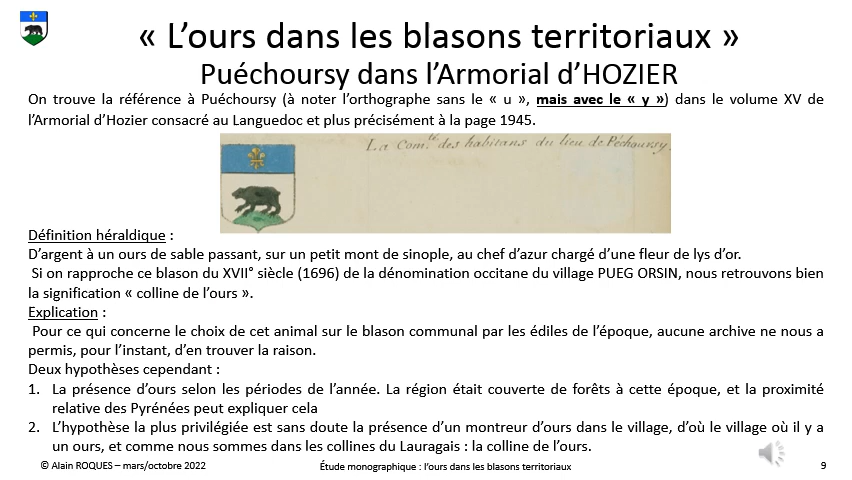 « L’ours dans les blasons territoriaux »
Puéchoursy dans l’Armorial d’HOZIER
On trouve la référence à Puéchoursy (à noter l’orthographe sans le « u », mais avec le « y ») dans le volume XV de
l’Armorial d’Hozier consacré au Languedoc et plus précisément à la page 1945.
La Com.té des habitans du lieu de Péchoursy.
Définition héraldique :
D’argent à un ours de sable passant, sur un petit mont de sinople, au chef d’azur chargé d’une fleur de lys d’or.
Si on rapproche ce blason du XVII° siècle (1696) de la dénomination occitane du village PUEG ORSIN, nous retrouvons bien
la signification « colline de l’ours ».
Explication :
Pour ce qui concerne le choix de cet animal sur le blason communal par les édiles de l’époque, aucune archive ne nous a
permis, pour l’instant, d’en trouver la raison.
Deux hypothèses cependant :
1. La présence d’ours selon les périodes de l’année. La région était couverte de forêts à cette époque, et la proximité
relative des Pyrénées peut expliquer cela
2. L’hypothèse la plus privilégiée est sans doute la présence d’un montreur d’ours dans le village, d’où le village où il y a
un ours, et comme nous sommes dans les collines du Lauragais : la colline de l’ours.
© Alain ROQUES – mars/octobre 2022
Étude monographique : l’ours dans les blasons territoriaux
9